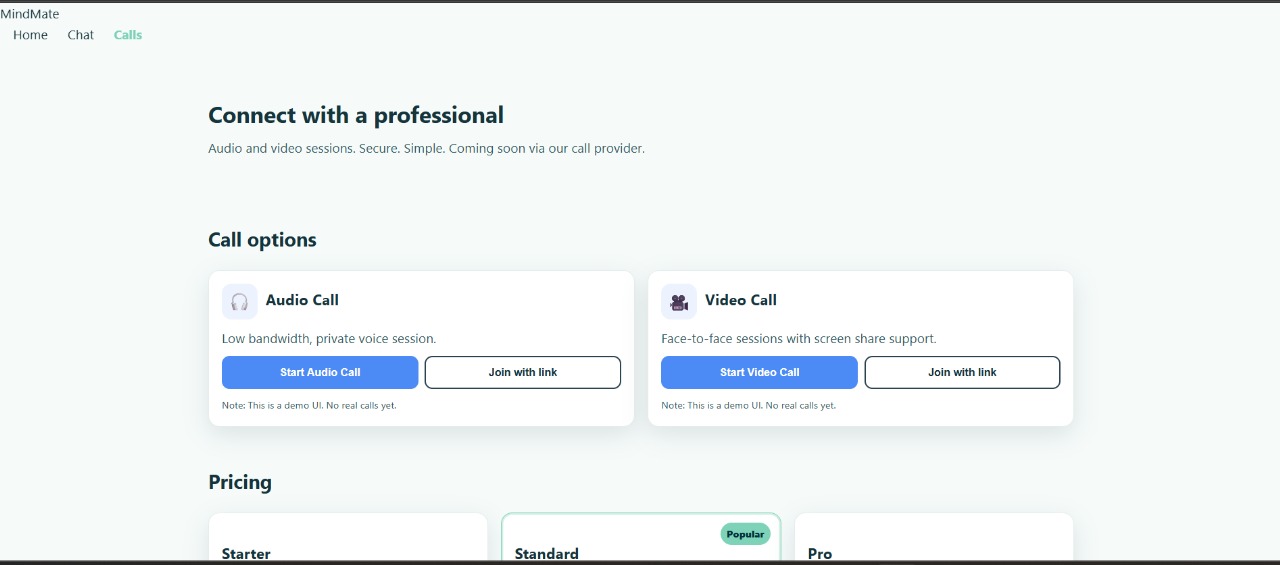 MindMate
Home Chat Calls
Connect with a professional
Audio and video sessions. Secure. Simple. Coming soon via our call provider.
Call options
Audio Call
Low bandwidth, private voice session.
Start Audio Call Join with link
Note: This is a demo UI. No real calls yet.
Video Call
Face-to-face sessions with screen share support.
Start Video Call Join with link
Note: This is a demo UI. No real calls yet.
Pricing
Starter
Popular
Standard
Pro